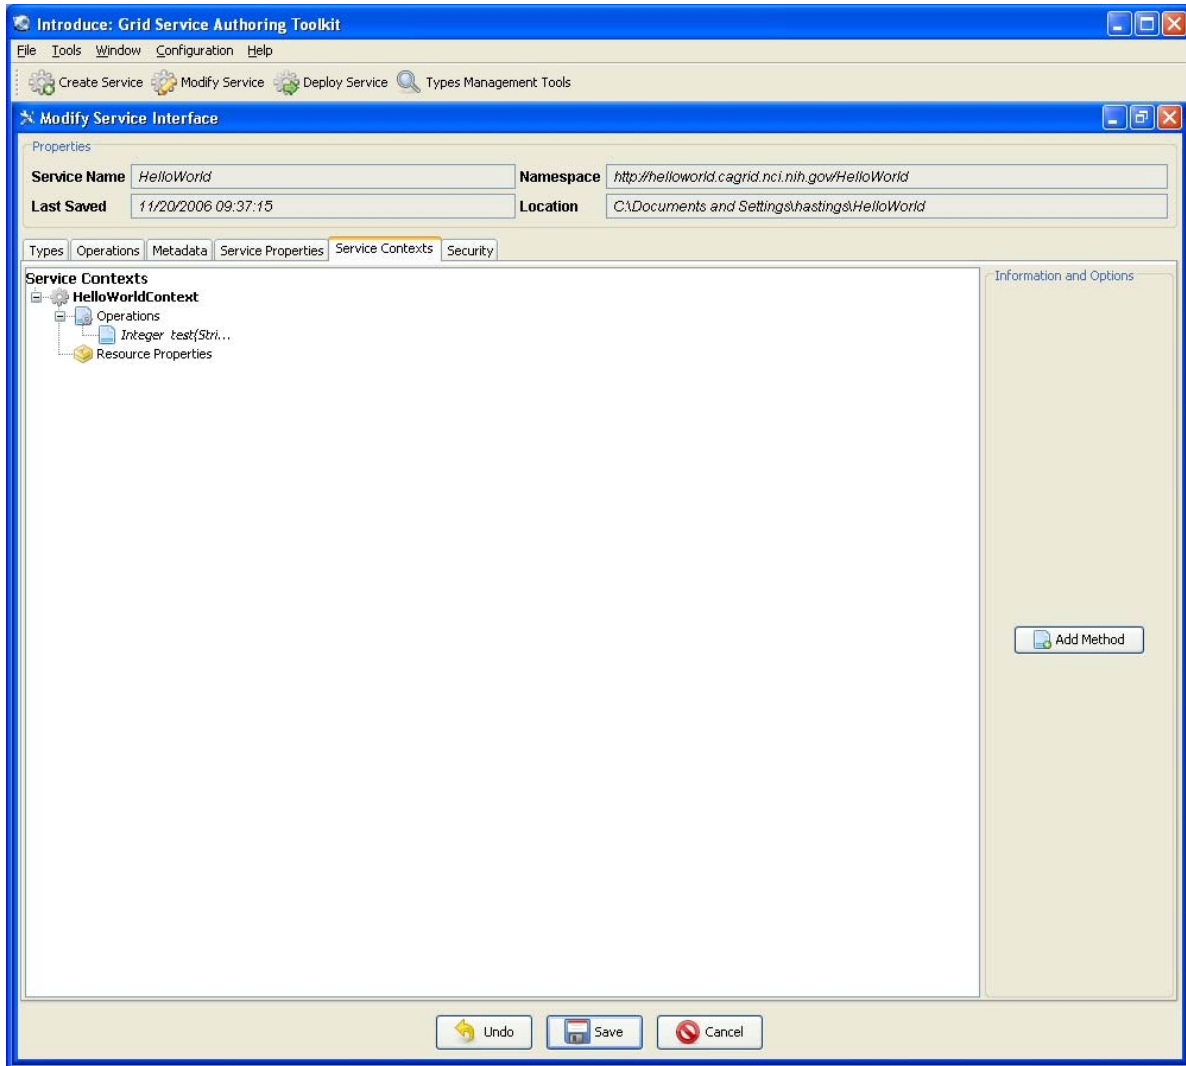 Introduce: Grid Service Authoring Toolkit
File Tools Window Configuration Help
Create Service Modify Service Deploy Service Types Management Tools
Modify Service Interface
Properties
Service Name HelloWorld Namespace http://helloworld.cagrid.nci.nih.gov/HelloWorld
Last Saved 11/20/2006 09:37:15 Location C:\Documents and Settings\hastings\HelloWorld
Types Operations Metadata Service Properties Service Contexts Security
Service Contexts Information and Options
HelloWorldContext
Operations
Integer test(Stri...
Resource Properties
Add Method
Undo Save Cancel